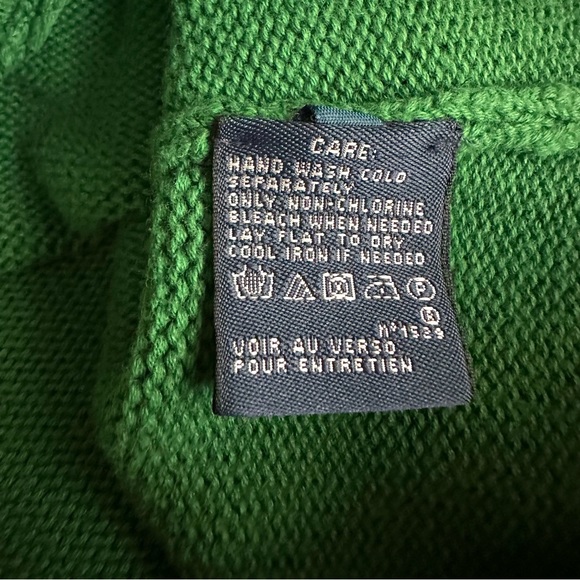 CARE:
HAND WASH COLD
SEPARATELY
ONLY NON-CHLORINE
BLEACH WHEN NEEDED
LAY FLAT TO DRY
COOL IRON IF NEEDED
P
K
Nº1529
VOIR AU VERSO
POUR ENTRETIEN